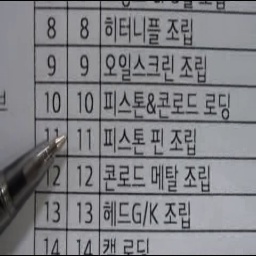 8 8 히터니플 조립
9 9 오일스크린 조립
10 10 피스톤&콘로드 로딩
11 11 피스톤 핀 조립
12 12 콘로드 메탈 조립
13 13 헤드G/K 조립
14 14 캡 로딩